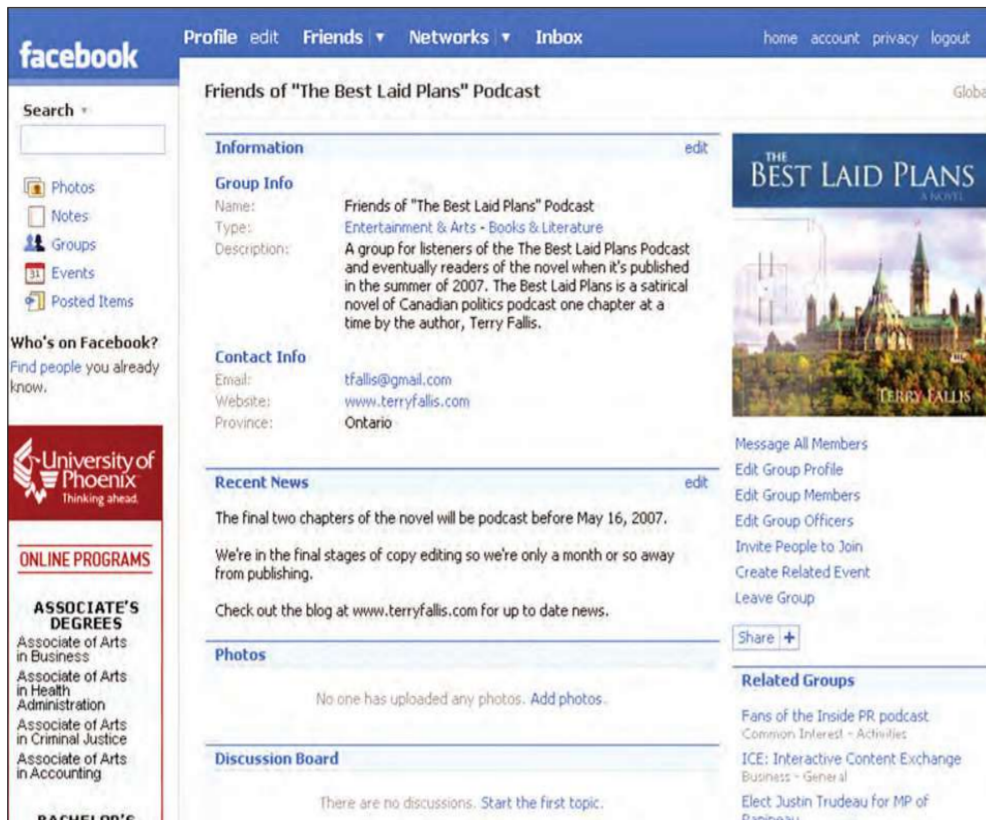 facebook
Profile edit Friends ▼ Networks ▼ Inbox
home account privacy logout
Search
Photos
Notes
Groups
31 Events
Posted Items
Who's on Facebook?
Find people you already
know.
University of
Phoenix
Thinking ahead.
ONLINE PROGRAMS
ASSOCIATE'S
DEGREES
Associate of Arts
in Business
Associate of Arts
in Health
Administration
Associate of Arts
in Criminal Justice
Associate of Arts
in Accounting
BACHELOR'S
Friends of "The Best Laid Plans" Podcast
Globa
Information edit
Group Info
Name: Friends of "The Best Laid Plans" Podcast
Type: Entertainment & Arts - Books & Literature
Description: A group for listeners of the The Best Laid Plans Podcast
and eventually readers of the novel when it's published
in the summer of 2007. The Best Laid Plans is a satirical
novel of Canadian politics podcast one chapter at a
time by the author, Terry Fallis.
Contact Info
Email: tfallis@gmail.com
Website: www.terryfallis.com
Province: Ontario
Recent News edit
The final two chapters of the novel will be podcast before May 16, 2007.
We're in the final stages of copy editing so we're only a month or so away
from publishing.
Check out the blog at www.terryfallis.com for up to date news.
Photos
No one has uploaded any photos. Add photos.
Discussion Board
There are no discussions. Start the first topic.
THE
BEST LAID PLANS
A NOVEL
TERRY FALLIS
Message All Members
Edit Group Profile
Edit Group Members
Edit Group Officers
Invite People to Join
Create Related Event
Leave Group
Share +
Related Groups
Fans of the Inside PR podcast
Common Interest - Activities
ICE: Interactive Content Exchange
Business - General
Elect Justin Trudeau for MP of
Papineau